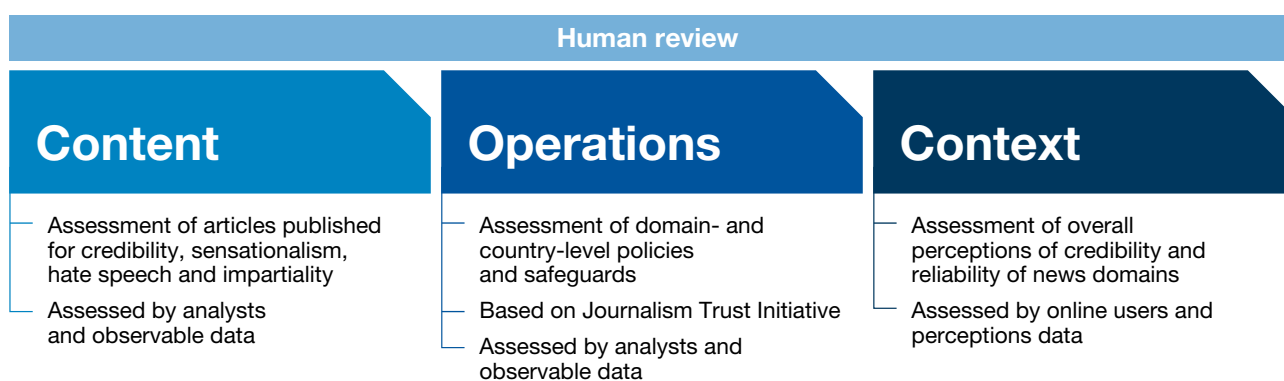 Human review
Content
Assessment of articles published
for credibility, sensationalism,
hate speech and impartiality
Assessed by analysts
and observable data
Operations
Assessment of domain- and
country-level policies
and safeguards
Based on Journalism Trust Initiative
Assessed by analysts and
observable data
Context
Assessment of overall
perceptions of credibility and
reliability of news domains
Assessed by online users and
perceptions data